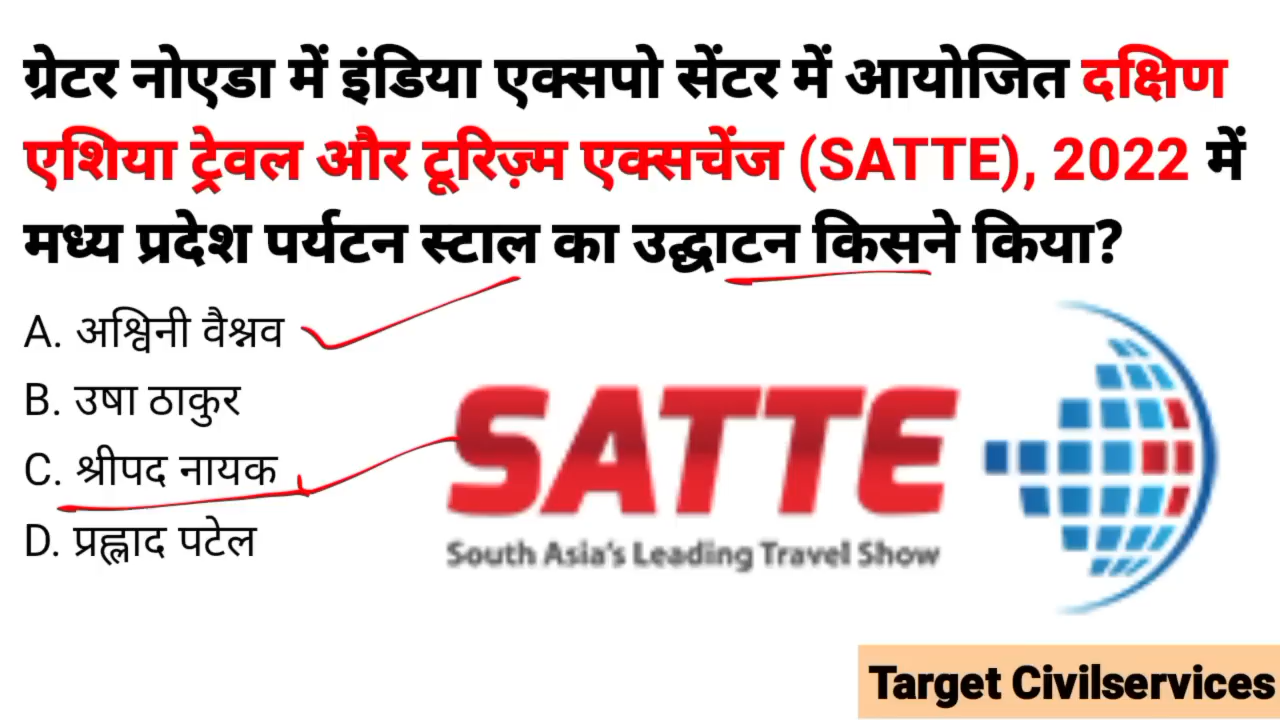 ग्रेटर नोएडा में इंडिया एक्सपो सेंटर में आयोजित दक्षिण
एशिया ट्रेवल और टूरिज़्म एक्सचेंज (SATTE), 2022 में
मध्य प्रदेश पर्यटन स्टाल का उद्घाटन किसने किया?
A. अश्विनी वैश्नव
B. उषा ठाकुर
C. श्रीपद नायक
D. प्रह्लाद पटेल
SATTE
South Asia's Leading Travel Show
Target Civilservices